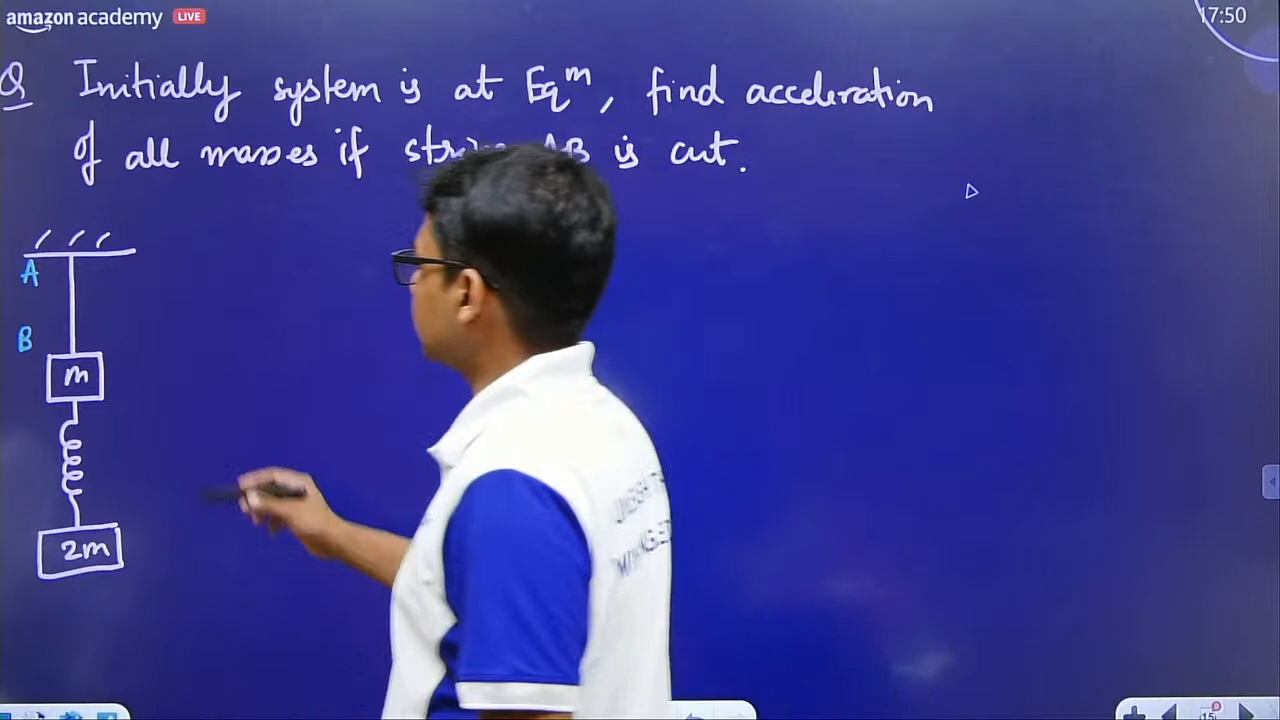 amazon academy LIVE
17:50
Q Initially system is at Eqᵐ, find acceleration
of all masses if AB is cut.
A
B
m
2m